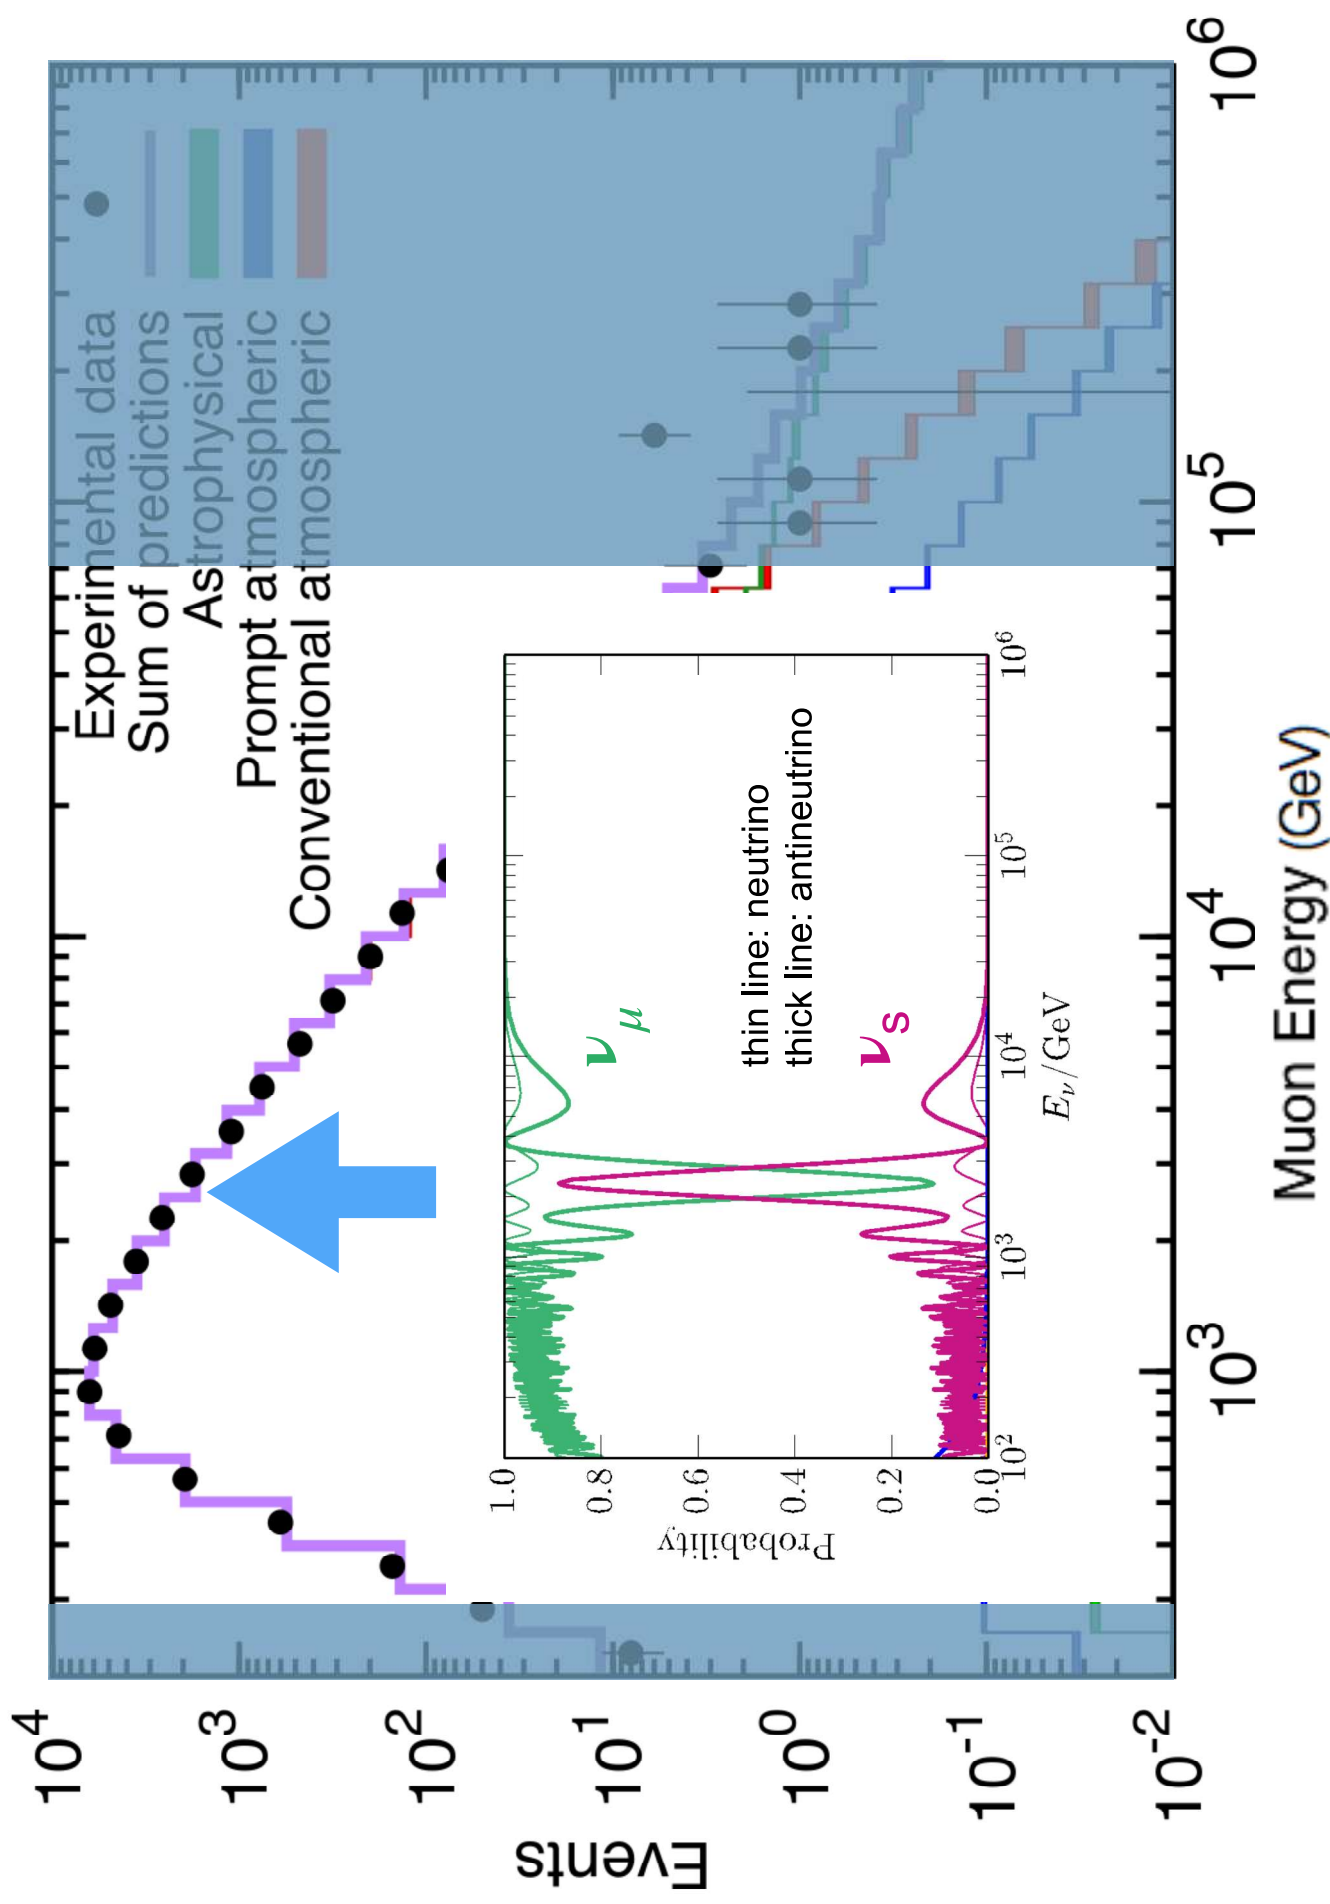 Experimental data
Sum of predictions
Astrophysical
Prompt atmospheric
Conventional atmospheric
Events
10^4
10^3
10^2
10^1
10^0
10^-1
10^-2
10^3
10^4
10^5
10^6
Muon Energy (GeV)
Probability
1.0
0.8
0.6
0.4
0.2
0.0
10^2
10^3
10^4
10^5
10^6
E_ν/GeV
ν_μ
ν_s
thin line: neutrino
thick line: antineutrino